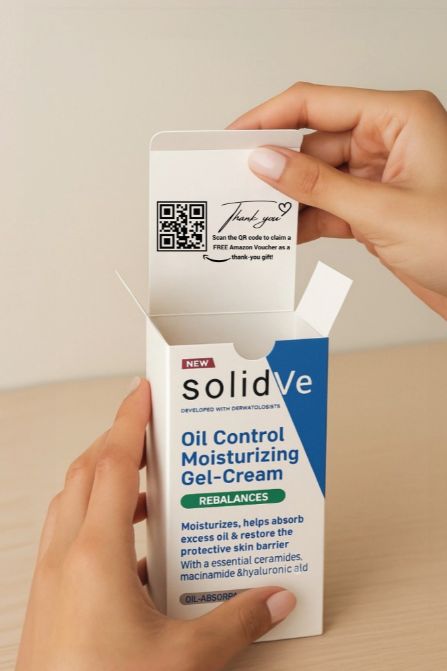 Thank you
Scan the QR code to claim a
FREE Amazon Voucher as a
thank-you gift!
NEW
solidVe
DEVELOPED WITH DERMATOLOGISTS
Oil Control
Moisturizing
Gel-Cream
REBALANCES
Moisturizes, helps absorb
excess oil & restore the
protective skin barrier
With a essential ceramides,
macinamide &hyaluronic atd